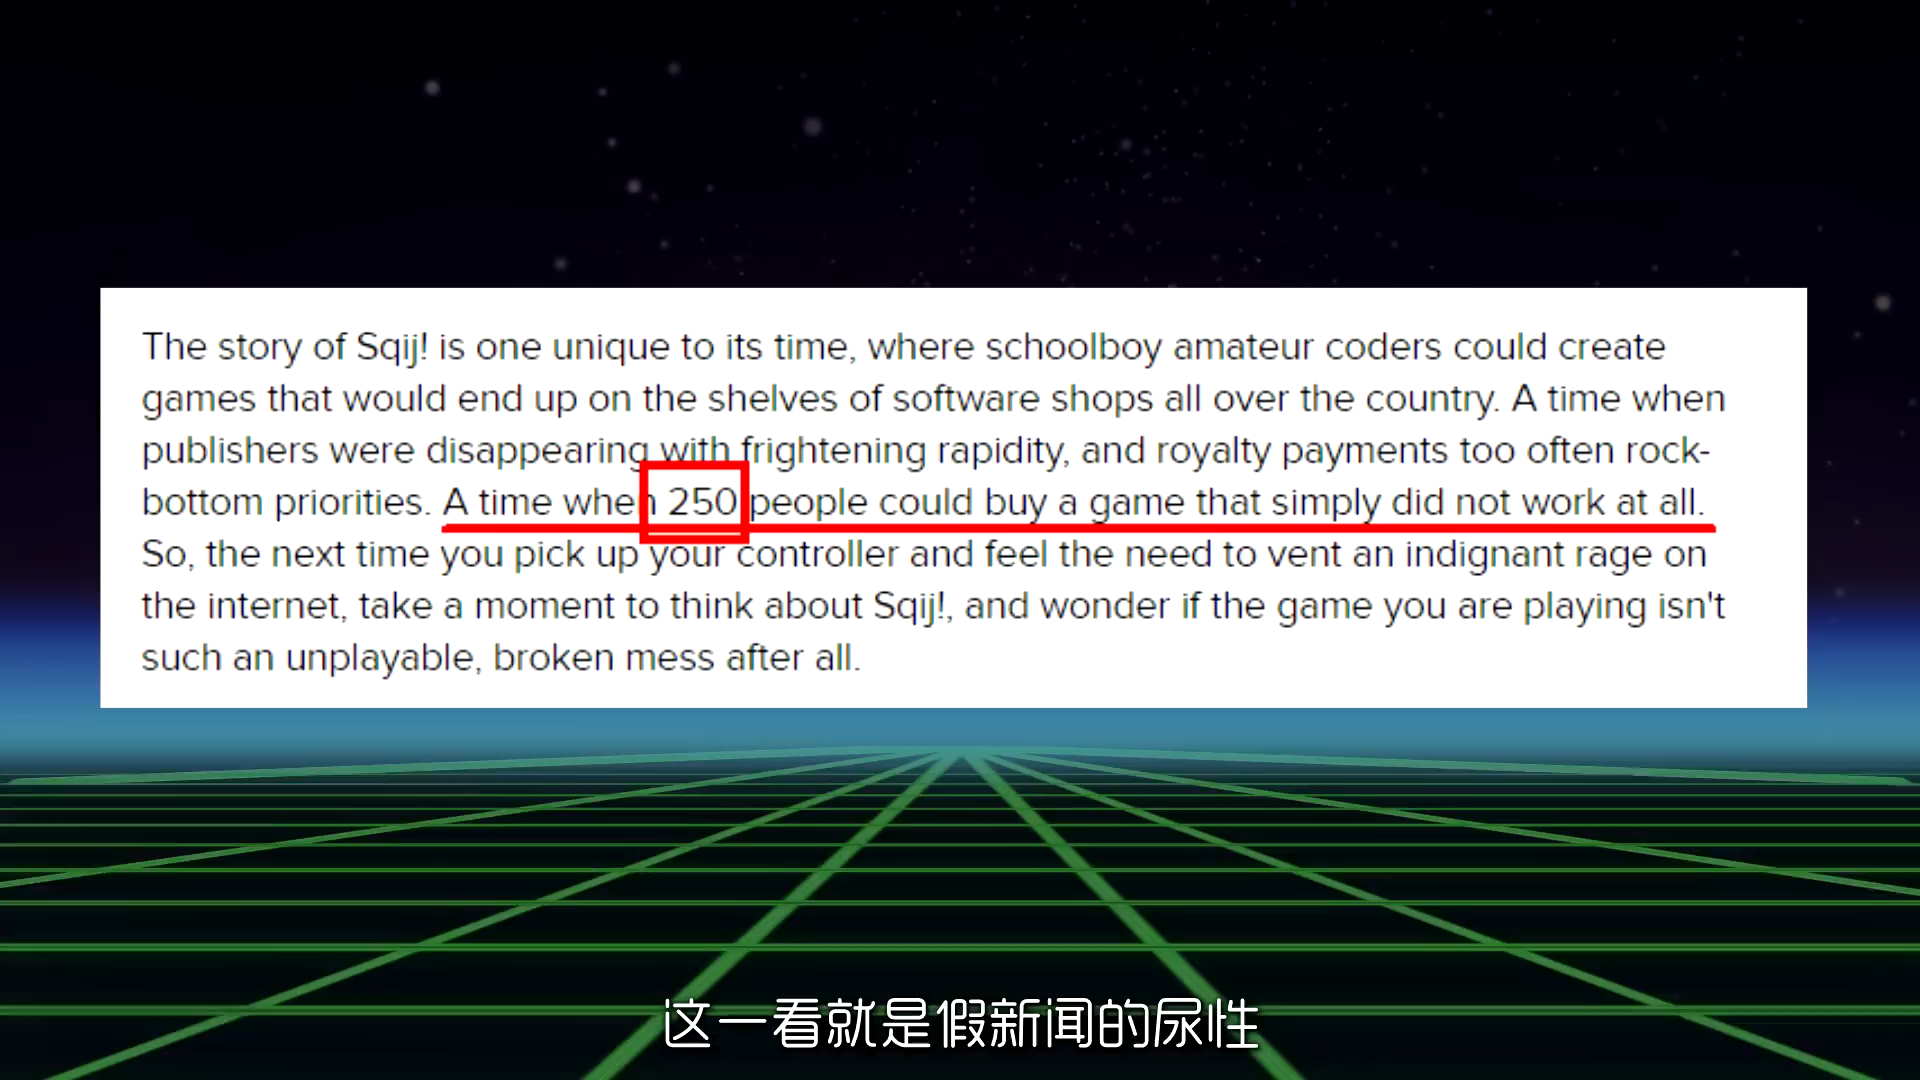 The story of Sqij! is one unique to its time, where schoolboy amateur coders could create
games that would end up on the shelves of software shops all over the country. A time when
publishers were disappearing with frightening rapidity, and royalty payments too often rock-
bottom priorities. A time when 250 people could buy a game that simply did not work at all.
So, the next time you pick up your controller and feel the need to vent an indignant rage on
the internet, take a moment to think about Sqij!, and wonder if the game you are playing isn't
such an unplayable, broken mess after all.
这一看就是假新闻的尿性